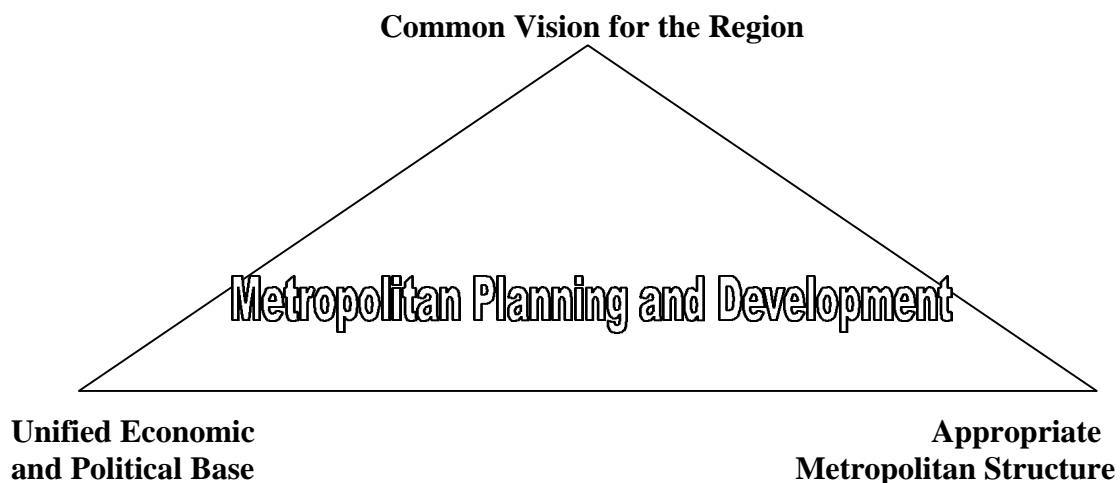 Common Vision for the Region
Metropolitan Planning and Development
Unified Economic
and Political Base
Appropriate
Metropolitan Structure